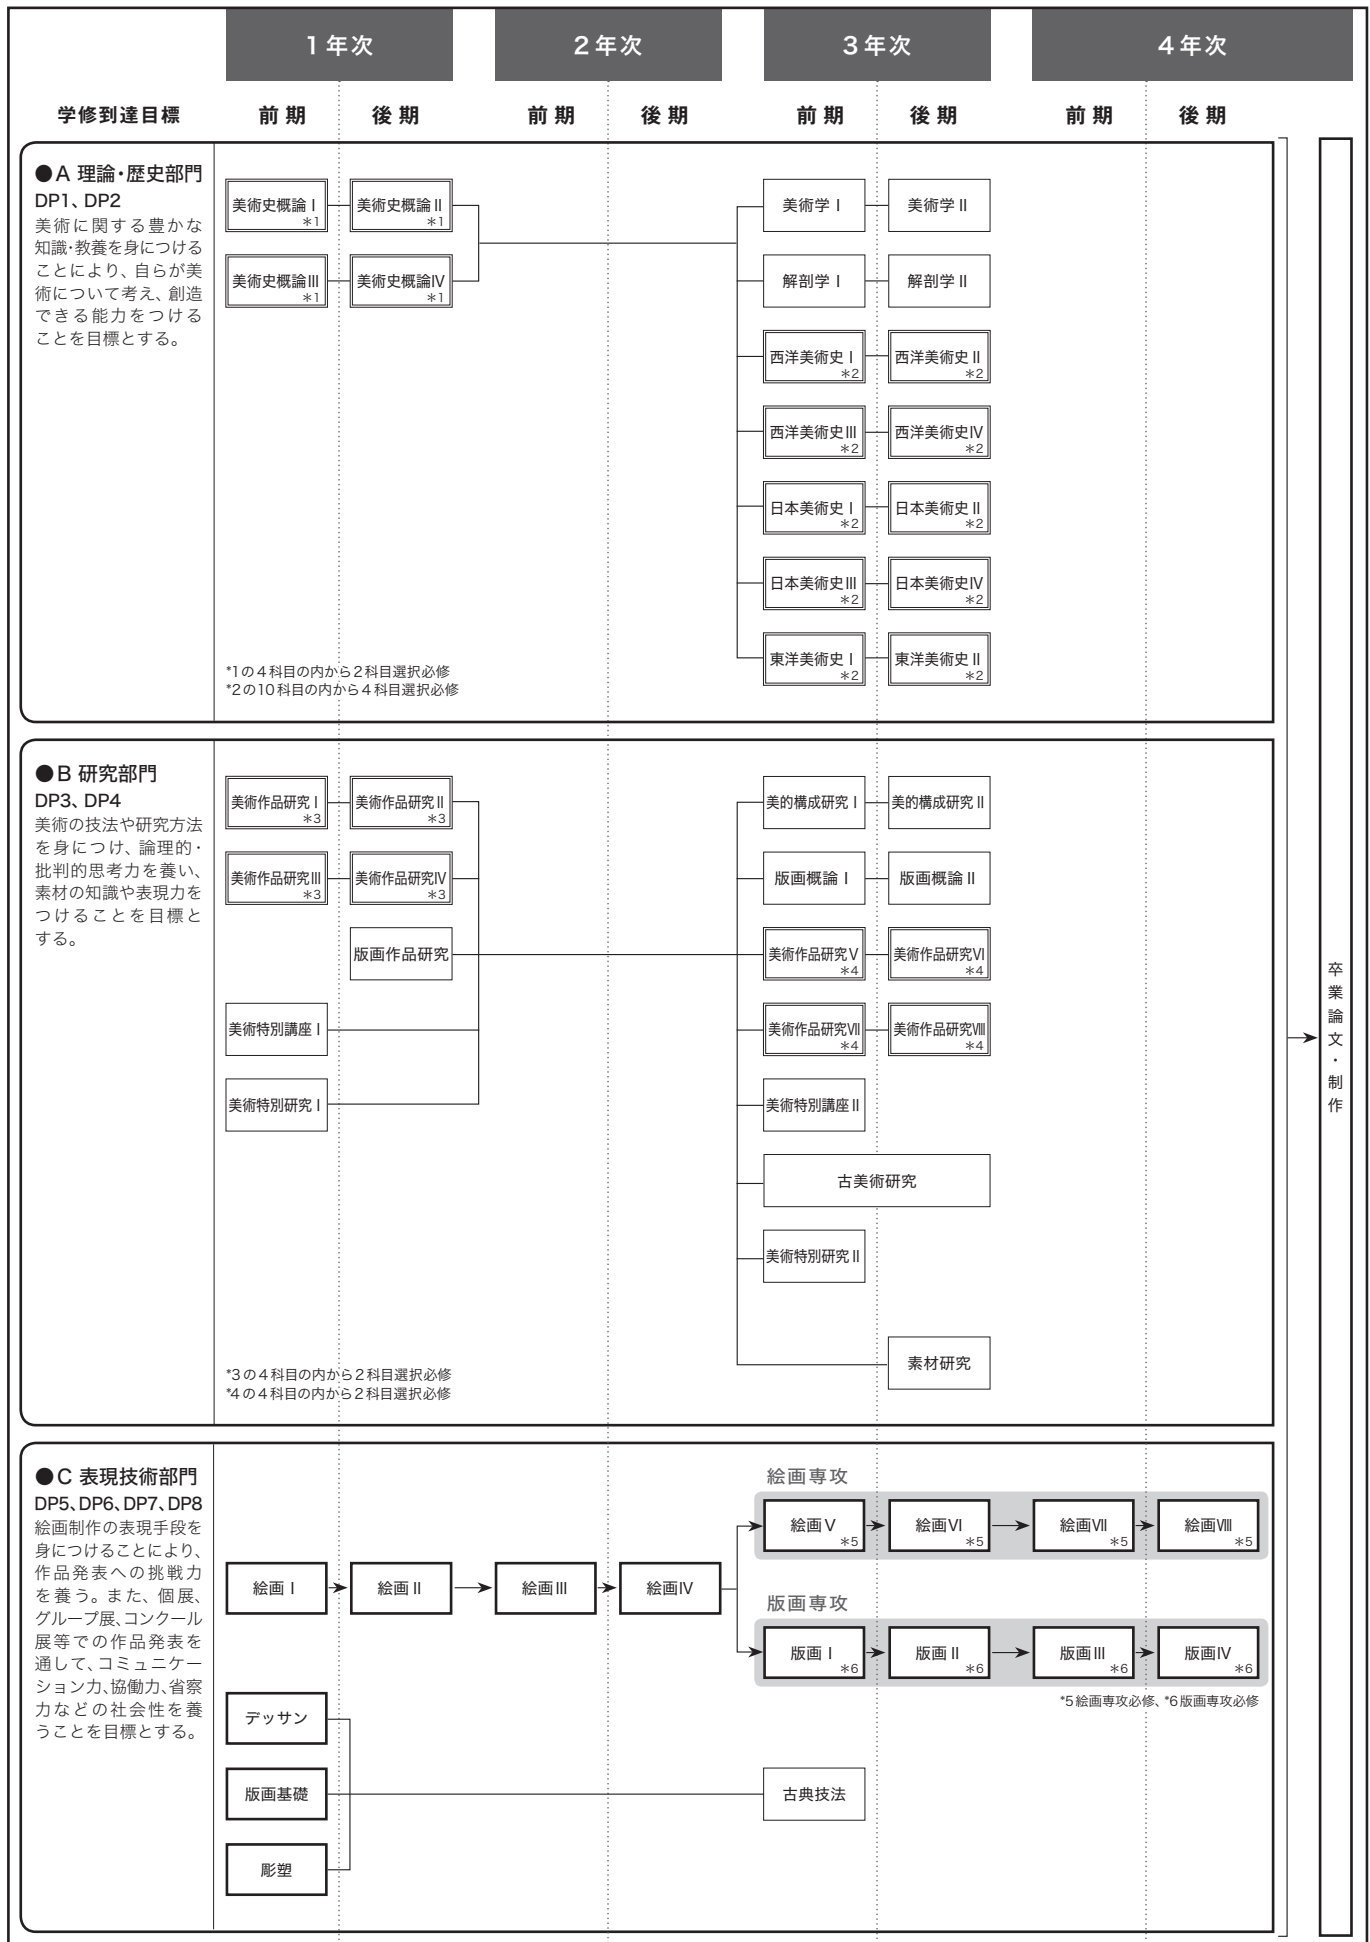 1年次
2年次
3年次
4年次
学修到達目標
前期
後期
前期
後期
前期
後期
前期
後期
●A 理論・歴史部門
DP1、DP2
美術に関する豊かな
知識・教養を身につける
ことにより、自らが美
術について考え、創造
できる能力をつける
ことを目標とする。
美術史概論Ⅰ
*1
美術史概論Ⅱ
*1
美術史概論Ⅲ
*1
美術史概論Ⅳ
*1
美術学Ⅰ
美術学Ⅱ
解剖学Ⅰ
解剖学Ⅱ
西洋美術史Ⅰ
*2
西洋美術史Ⅱ
*2
西洋美術史Ⅲ
*2
西洋美術史Ⅳ
*2
日本美術史Ⅰ
*2
日本美術史Ⅱ
*2
日本美術史Ⅲ
*2
日本美術史Ⅳ
*2
東洋美術史Ⅰ
*2
東洋美術史Ⅱ
*2
*1の4科目の内から2科目選択必修
*2の10科目の内から4科目選択必修
●B 研究部門
DP3、DP4
美術の技法や研究方法
を身につけ、論理的・
批判的思考力を養い、
素材の知識や表現力を
つけることを目標と
する。
美術作品研究Ⅰ
*3
美術作品研究Ⅱ
*3
美術作品研究Ⅲ
*3
美術作品研究Ⅳ
*3
版画作品研究
美術特別講座Ⅰ
美術特別研究Ⅰ
美的構成研究Ⅰ
美的構成研究Ⅱ
版画概論Ⅰ
版画概論Ⅱ
美術作品研究Ⅴ
*4
美術作品研究Ⅵ
*4
美術作品研究Ⅶ
*4
美術作品研究Ⅷ
*4
美術特別講座Ⅱ
古美術研究
美術特別研究Ⅱ
素材研究
*3の4科目の内から2科目選択必修
*4の4科目の内から2科目選択必修
●C 表現技術部門
DP5、DP6、DP7、DP8
絵画制作の表現手段を
身につけることにより、
作品発表への挑戦力
を養う。また、個展、
グループ展、コンクール
展等での作品発表を
通して、コミュニケー
ション力、協働力、省察
力などの社会性を養
うことを目標とする。
絵画Ⅰ
絵画Ⅱ
絵画Ⅲ
絵画Ⅳ
絵画専攻
絵画Ⅴ
*5
絵画Ⅵ
*5
絵画Ⅶ
*5
絵画Ⅷ
*5
版画専攻
版画Ⅰ
*6
版画Ⅱ
*6
版画Ⅲ
*6
版画Ⅳ
*6
*5絵画専攻必修、*6版画専攻必修
デッサン
版画基礎
彫塑
古典技法
卒業論文・制作